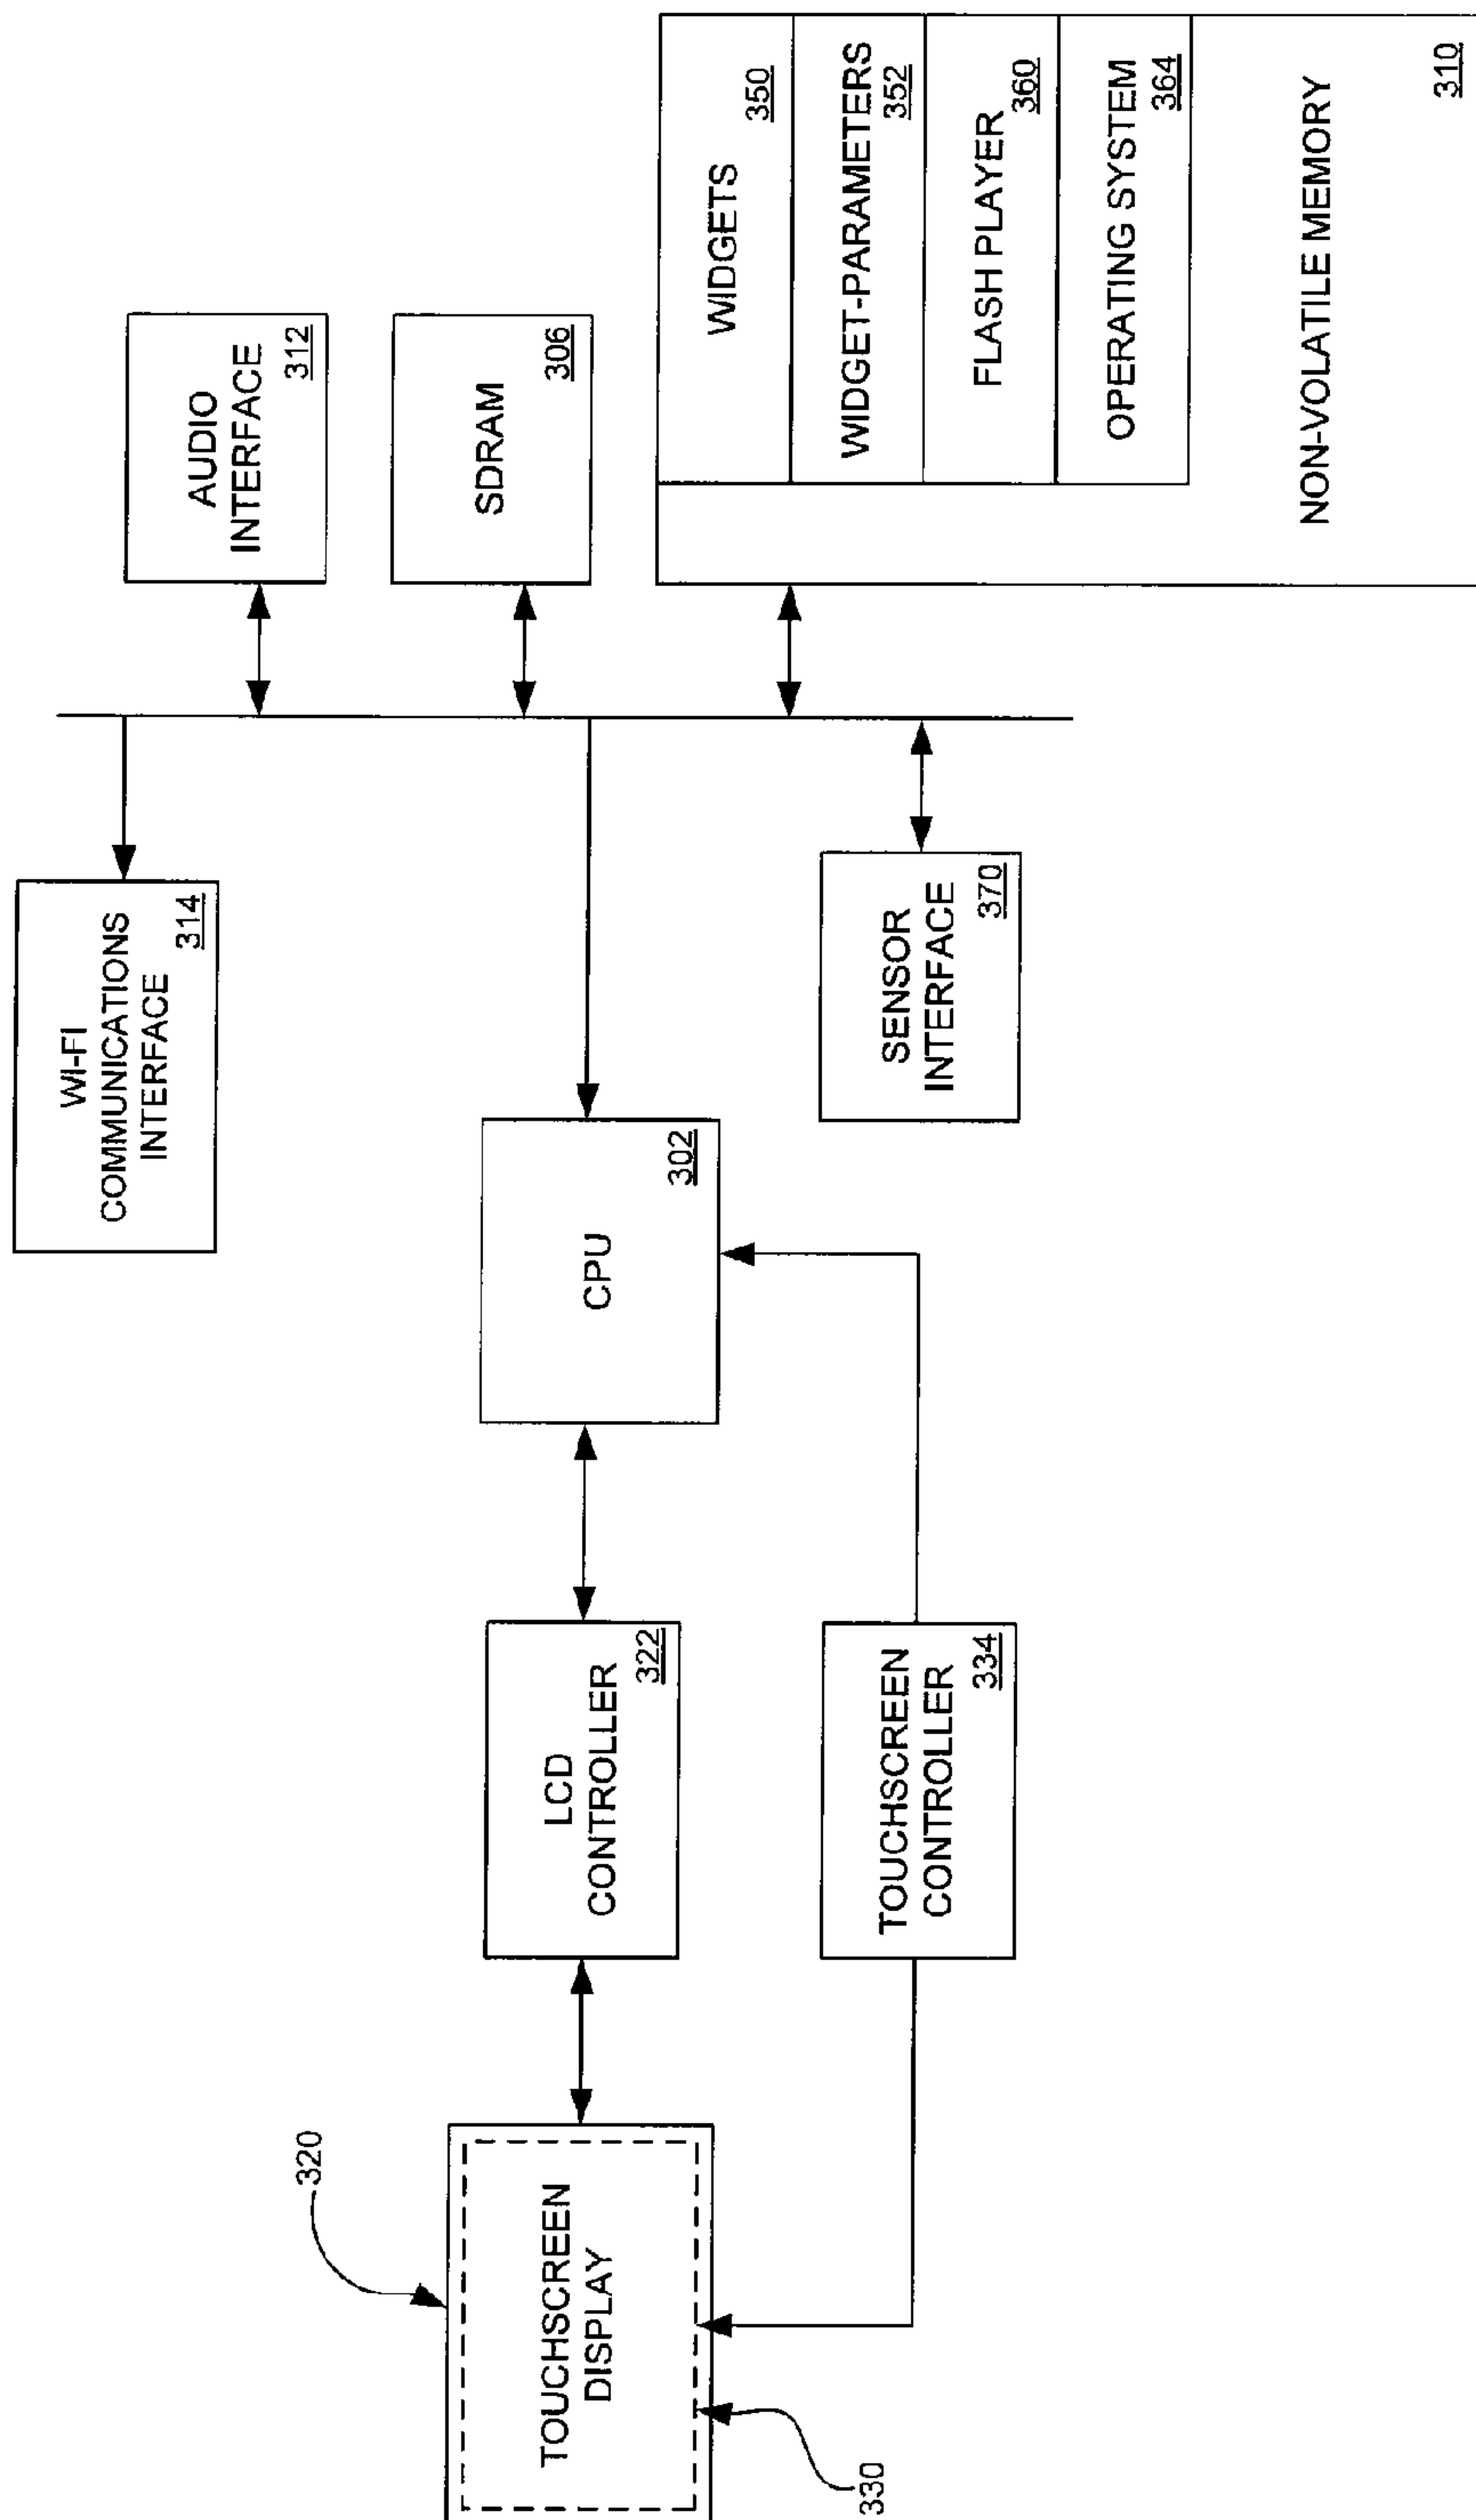 WI-FI
COMMUNICATIONS
INTERFACE
314
AUDIO
INTERFACE
312
SDRAM
306
320
TOUCHSCREEN
DISPLAY
330
LCD
CONTROLLER
322
CPU
302
TOUCHSCREEN
CONTROLLER
334
SENSOR
INTERFACE
370
WIDGETS
350
WIDGET-PARAMETERS
352
FLASH PLAYER
360
OPERATING SYSTEM
364
NON-VOLATILE MEMORY
310